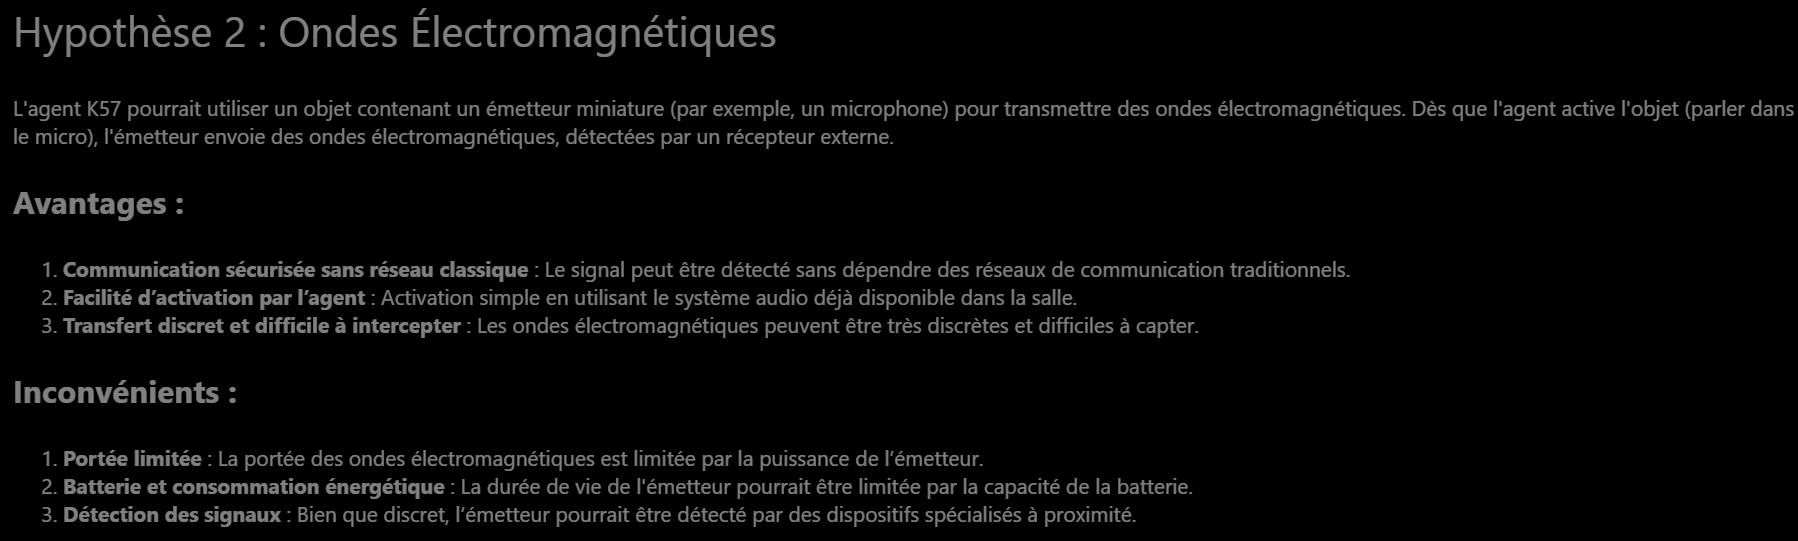 Hypothèse 2 : Ondes Électromagnétiques
L'agent K57 pourrait utiliser un objet contenant un émetteur miniature (par exemple, un microphone) pour transmettre des ondes électromagnétiques. Dès que l'agent active l'objet (parler dans
le micro), l'émetteur envoie des ondes électromagnétiques, détectées par un récepteur externe.
Avantages :
1. Communication sécurisée sans réseau classique : Le signal peut être détecté sans dépendre des réseaux de communication traditionnels.
2. Facilité d’activation par l’agent : Activation simple en utilisant le système audio déjà disponible dans la salle.
3. Transfert discret et difficile à intercepter : Les ondes électromagnétiques peuvent être très discrètes et difficiles à capter.
Inconvénients :
1. Portée limitée : La portée des ondes électromagnétiques est limitée par la puissance de l’émetteur.
2. Batterie et consommation énergétique : La durée de vie de l'émetteur pourrait être limitée par la capacité de la batterie.
3. Détection des signaux : Bien que discret, l’émetteur pourrait être détecté par des dispositifs spécialisés à proximité.